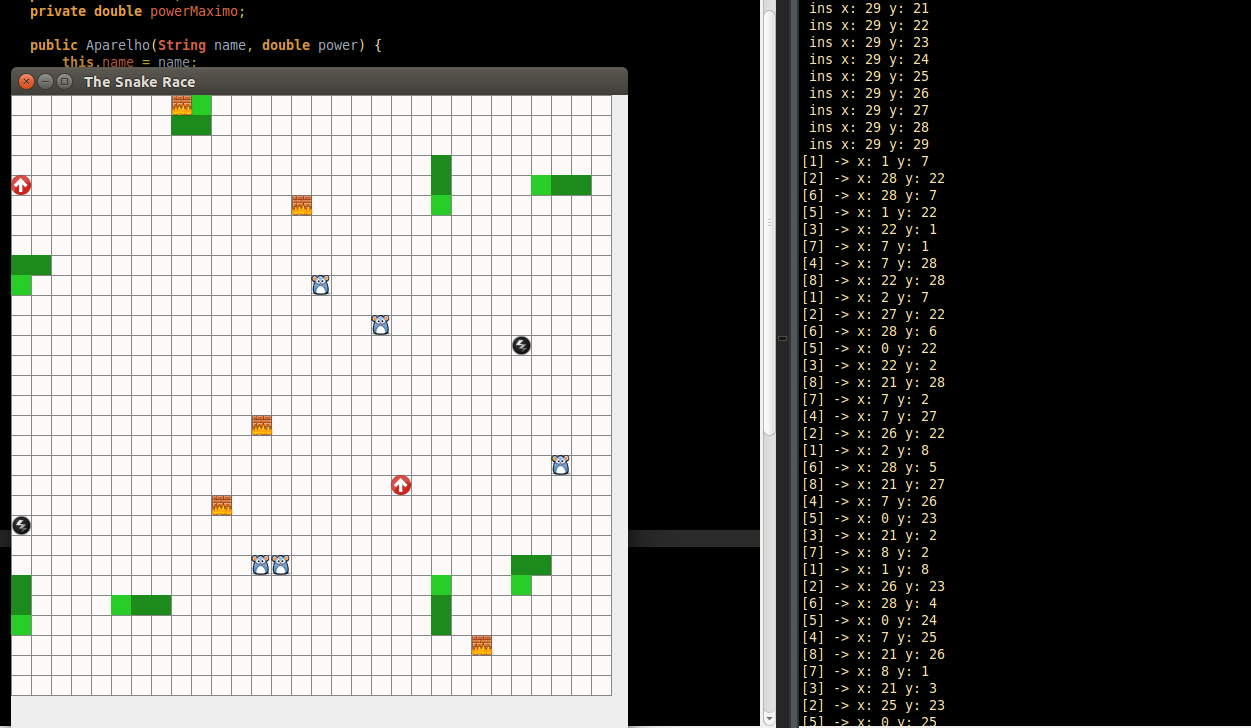 private double powerMaximo;
public Aparelho(String name, double power) {
this.name = name;
The Snake Race
ins x: 29 y: 21
ins x: 29 y: 22
ins x: 29 y: 23
ins x: 29 y: 24
ins x: 29 y: 25
ins x: 29 y: 26
ins x: 29 y: 27
ins x: 29 y: 28
ins x: 29 y: 29
[1] -> x: 1 y: 7
[2] -> x: 28 y: 22
[6] -> x: 28 y: 7
[5] -> x: 1 y: 22
[3] -> x: 22 y: 1
[7] -> x: 7 y: 1
[4] -> x: 7 y: 28
[8] -> x: 22 y: 28
[1] -> x: 2 y: 7
[2] -> x: 27 y: 22
[6] -> x: 28 y: 6
[5] -> x: 0 y: 22
[3] -> x: 22 y: 2
[8] -> x: 21 y: 28
[7] -> x: 7 y: 2
[4] -> x: 7 y: 27
[2] -> x: 26 y: 22
[1] -> x: 2 y: 8
[6] -> x: 28 y: 5
[8] -> x: 21 y: 27
[4] -> x: 7 y: 26
[5] -> x: 0 y: 23
[3] -> x: 21 y: 2
[7] -> x: 8 y: 2
[1] -> x: 1 y: 8
[2] -> x: 26 y: 23
[6] -> x: 28 y: 4
[5] -> x: 0 y: 24
[4] -> x: 7 y: 25
[8] -> x: 21 y: 26
[7] -> x: 8 y: 1
[3] -> x: 21 y: 3
[2] -> x: 25 y: 23
[5] -> x: 0 y: 25